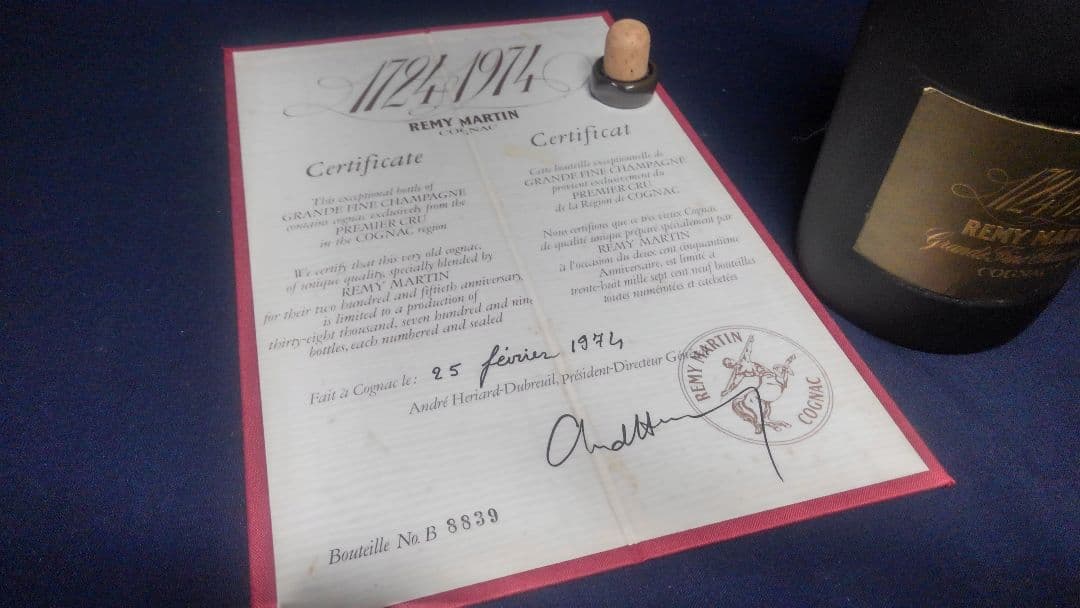 1724 1974
REMY MARTIN
COGNAC
Certificate
This exceptional bottle of
GRANDE FINE CHAMPAGNE
contains cognac exclusively from the
PREMIER CRU
in the COGNAC region
We certify that this very old cognac,
of unique quality, specially blended by
REMY MARTIN
for their two hundred and fiftieth anniversary
is limited to a production of
thirty-eight thousand, seven hundred and nine
bottles, each numbered and sealed
Certificat
Cette bouteille exceptionnelle de
GRANDE FINE CHAMPAGNE
provient exclusivement du
PREMIER CRU
de la Région de COGNAC
Nous certifions que ce très vieux Cognac
de qualité unique préparé spécialement par
REMY MARTIN
à l'occasion du deux cent cinquantième
Anniversaire, est limité à
trente-huit mille sept cent neuf bouteilles
toutes numérotées et cachetées
Fait à Cognac le: 25 février 1974
André Heriard-Dubreuil, Président-Directeur Géné
REMY MARTIN
COGNAC
Bouteille No. B 8839
REMY MAR
COGNA